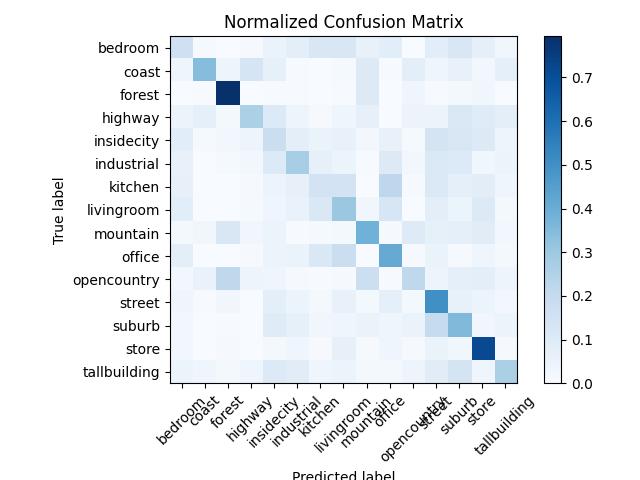 Normalized Confusion Matrix
True label
bedroom
coast
forest
highway
insidecity
industrial
kitchen
livingroom
mountain
office
opencountry
street
suburb
store
tallbuilding
bedroom
coast
forest
highway
insidecity
industrial
kitchen
livingroom
mountain
office
opencountry
street
suburb
store
tallbuilding
Predicted label
0.7
0.6
0.5
0.4
0.3
0.2
0.1
0.0